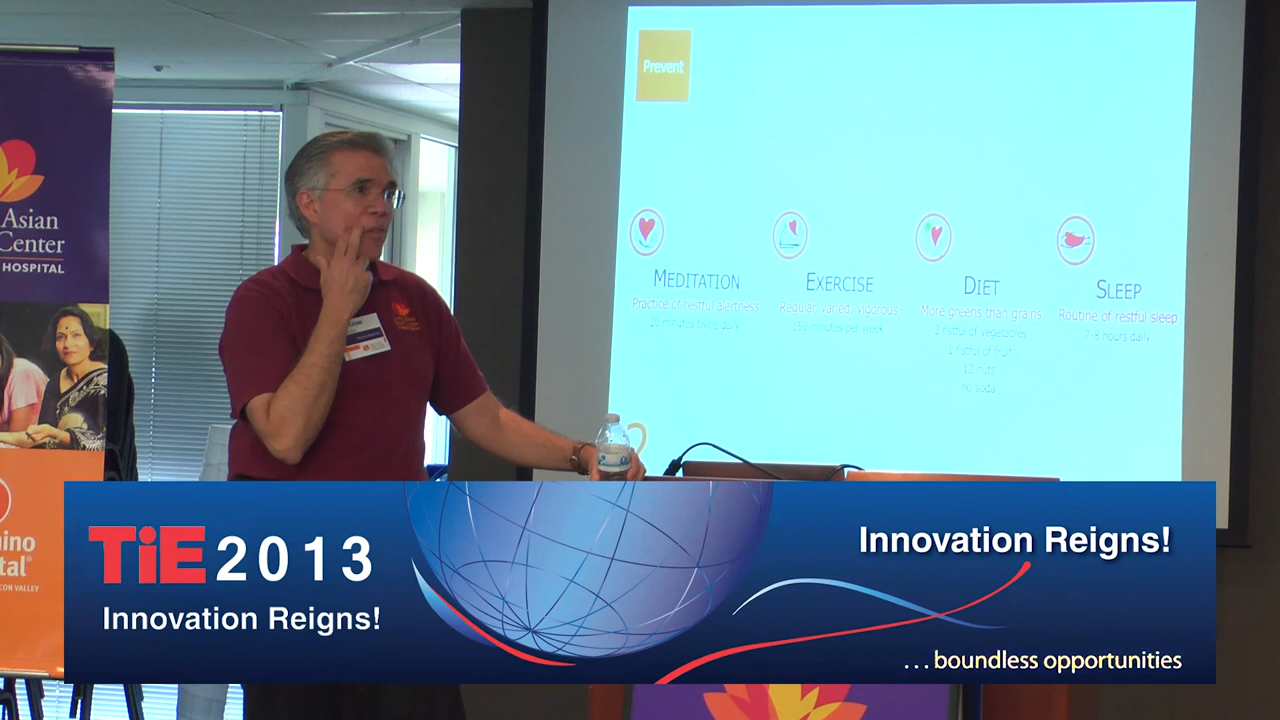 Asian
Center
HOSPITAL
Prevent
MEDITATION
Practice of restful alertness
20 minutes twice daily
EXERCISE
Regular, varied, vigorous
150 minutes per week
DIET
More greens than grains
2 fistful of vegetables
1 fistful of fruit
12 nuts
no soda
SLEEP
Routine of restful sleep
7-8 hours daily
TiE 2013
Innovation Reigns!
Innovation Reigns!
...boundless opportunities